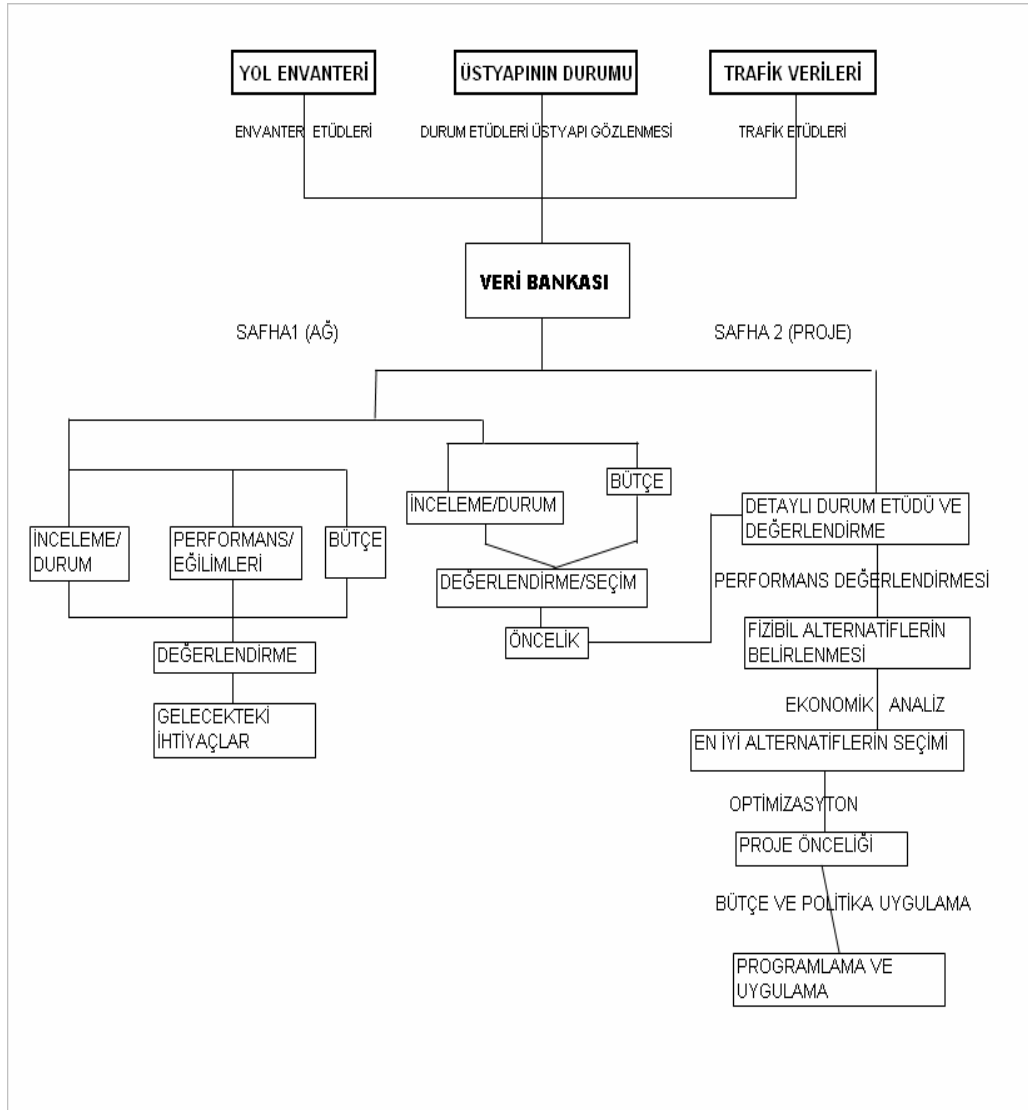 YOL ENVANTERİ
ÜSTYAPININ DURUMU
TRAFİK VERİLERİ
ENVANTER ETÜDLERİ
DURUM ETÜDLERİ ÜSTYAPI GÖZLENMESİ
TRAFİK ETÜDLERİ
VERİ BANKASI
SAFHA1 (AĞ)
SAFHA 2 (PROJE)
İNCELEME/
DURUM
PERFORMANS/
EĞİLİMLERİ
BÜTÇE
DEĞERLENDİRME
GELECEKTEKİ
İHTİYAÇLAR
İNCELEME/DURUM
BÜTÇE
DEĞERLENDİRME/SEÇİM
ÖNCELİK
DETAYLI DURUM ETÜDÜ VE
DEĞERLENDİRME
PERFORMANS DEĞERLENDİRMESİ
FİZİBİL ALTERNATİFLERİN
BELİRLENMESİ
EKONOMİK ANALİZ
EN İYİ ALTERNATİFLERİN SEÇİMİ
OPTİMİZASYTON
PROJE ÖNCELİĞİ
BÜTÇE VE POLİTİKA UYGULAMA
PROGRAMLAMA VE
UYGULAMA